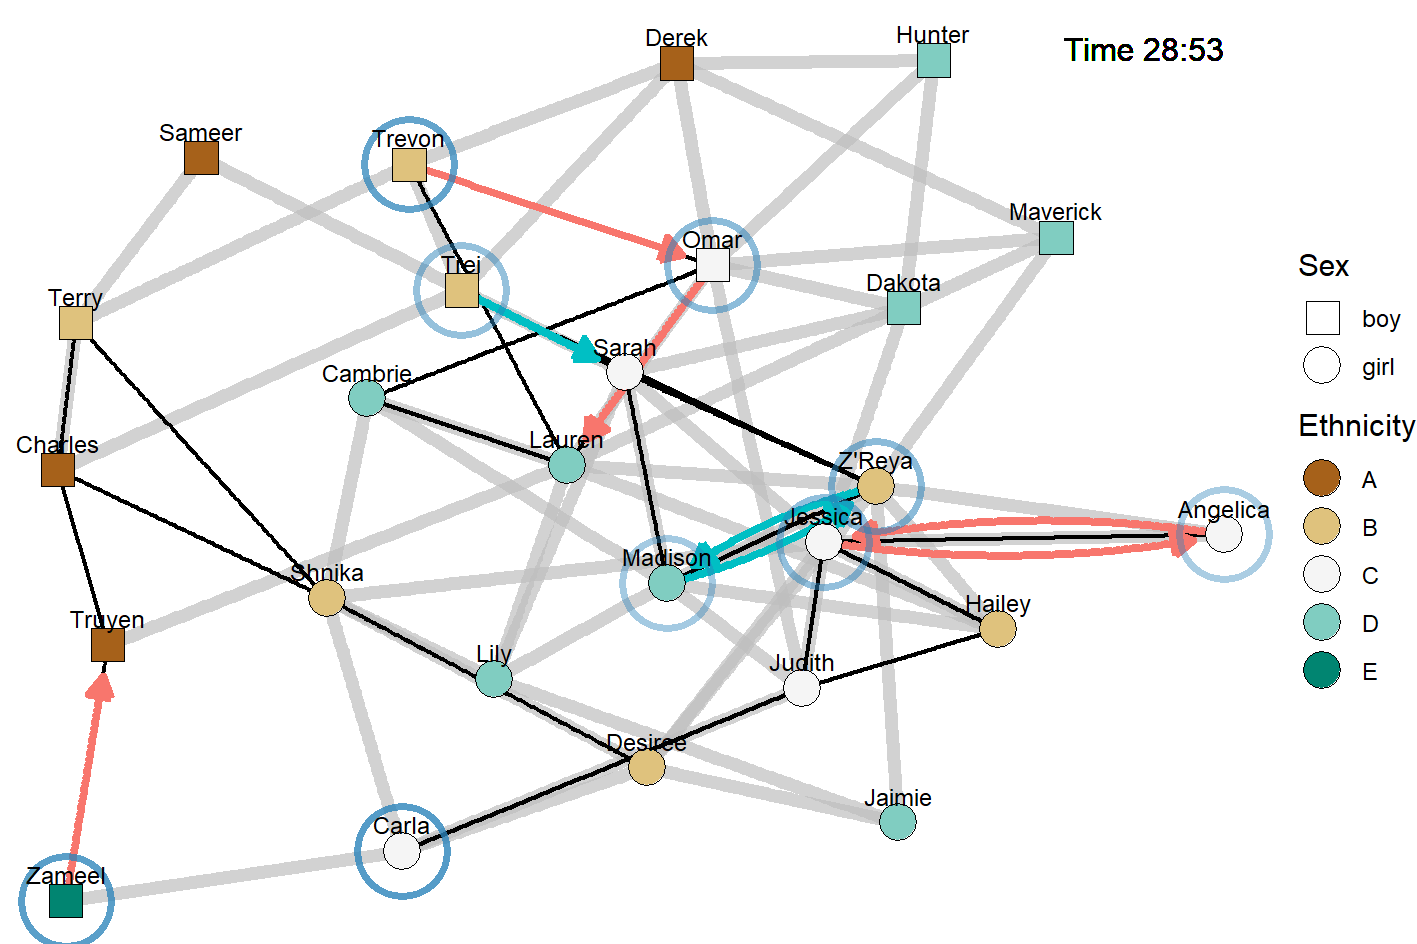 Time 28:53
Derek
Hunter
Sameer
Trevon
Maverick
Omar
Trei
Dakota
Terry
Sarah
Cambrie
Charles
Lauren
Z'Reya
Jessica
Angelica
Madison
Shnika
Hailey
Truyen
Lily
Judith
Desiree
Jaimie
Carla
Zameel
Sex
boy
girl
Ethnicity
A
B
C
D
E